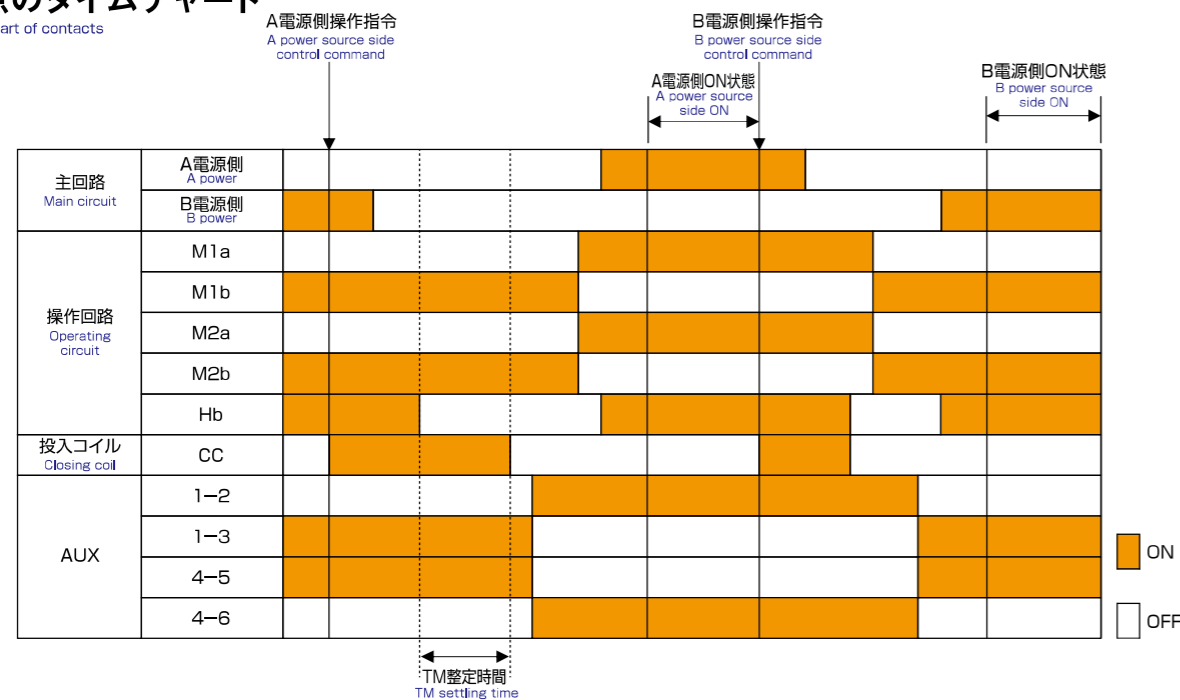 のタイムチャート
art of contacts
A電源側操作指令
A power source side
control command
B電源側操作指令
B power source side
control command
A電源側ON状態
A power source
side ON
B電源側ON状態
B power source
side ON
主回路
Main circuit
A電源側
A power
B電源側
B power
操作回路
Operating
circuit
M1a
M1b
M2a
M2b
Hb
投入コイル
Closing coil
CC
AUX
1−2
1−3
4−5
4−6
ON
OFF
TM整定時間
TM settling time